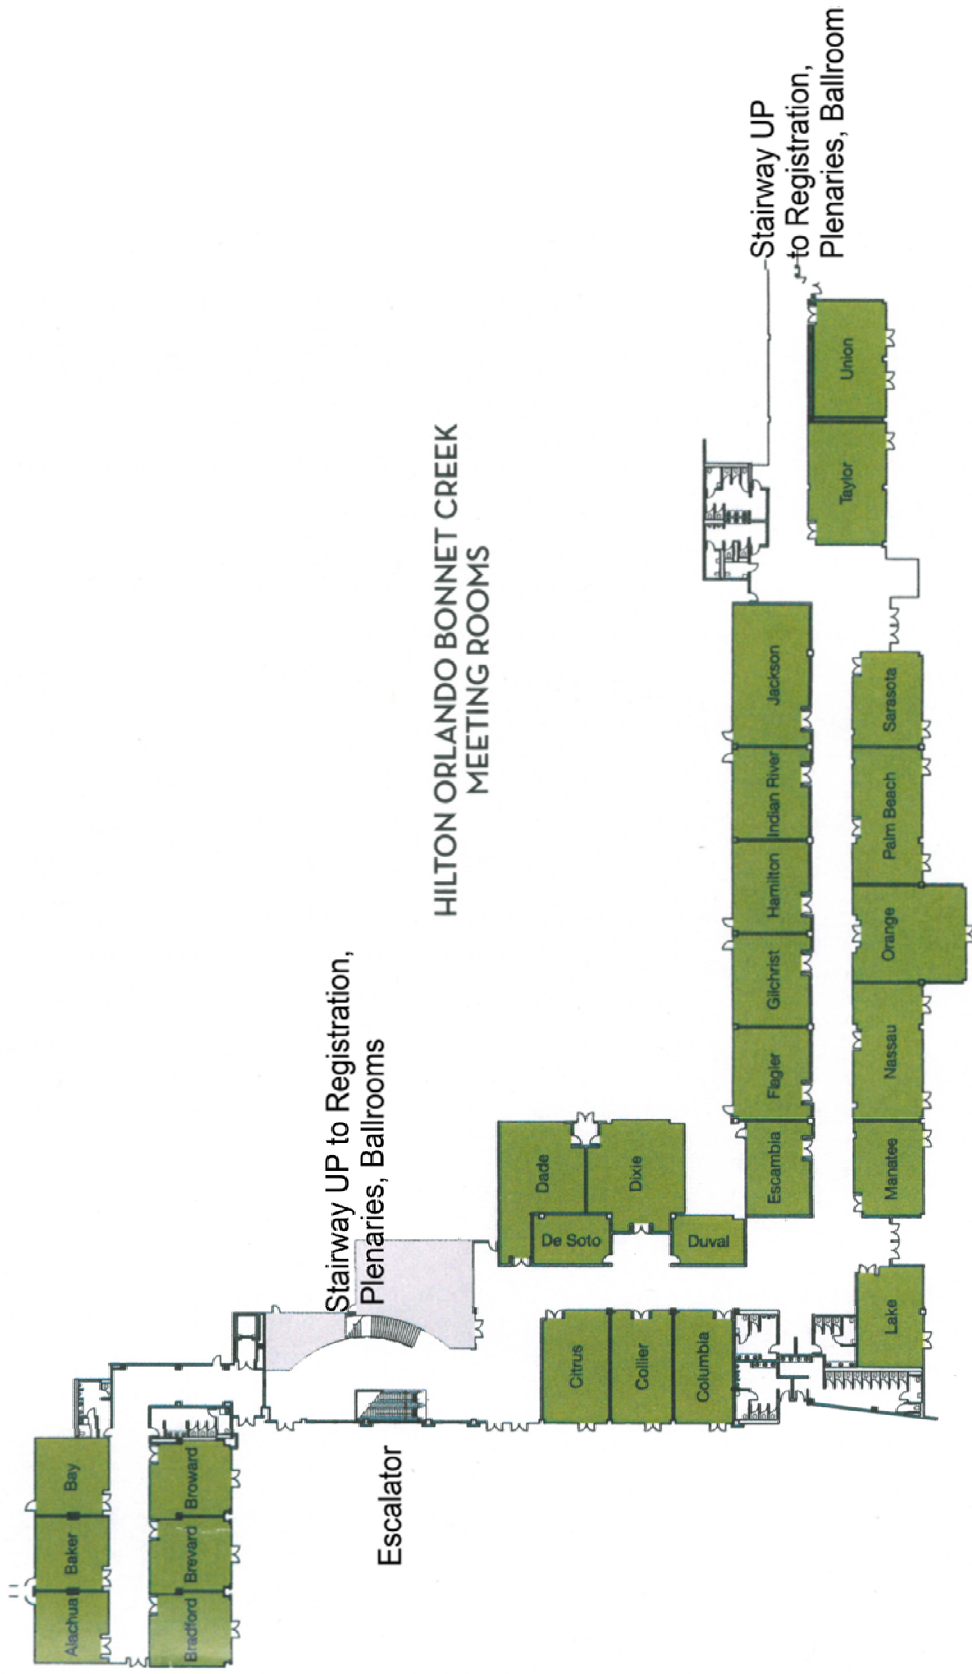 HILTON ORLANDO BONNET CREEK
MEETING ROOMS
Stairway UP to Registration,
Plenaries, Ballrooms
Escalator
Stairway UP
to Registration,
Plenaries, Ballroom
Alachua
Baker
Bay
Bradford
Brevard
Broward
Citrus
Collier
Columbia
Dade
De Soto
Dixie
Duval
Escambia
Flagler
Gilchrist
Hamilton
Indian River
Jackson
Lake
Manatee
Nassau
Orange
Palm Beach
Sarasota
Taylor
Union